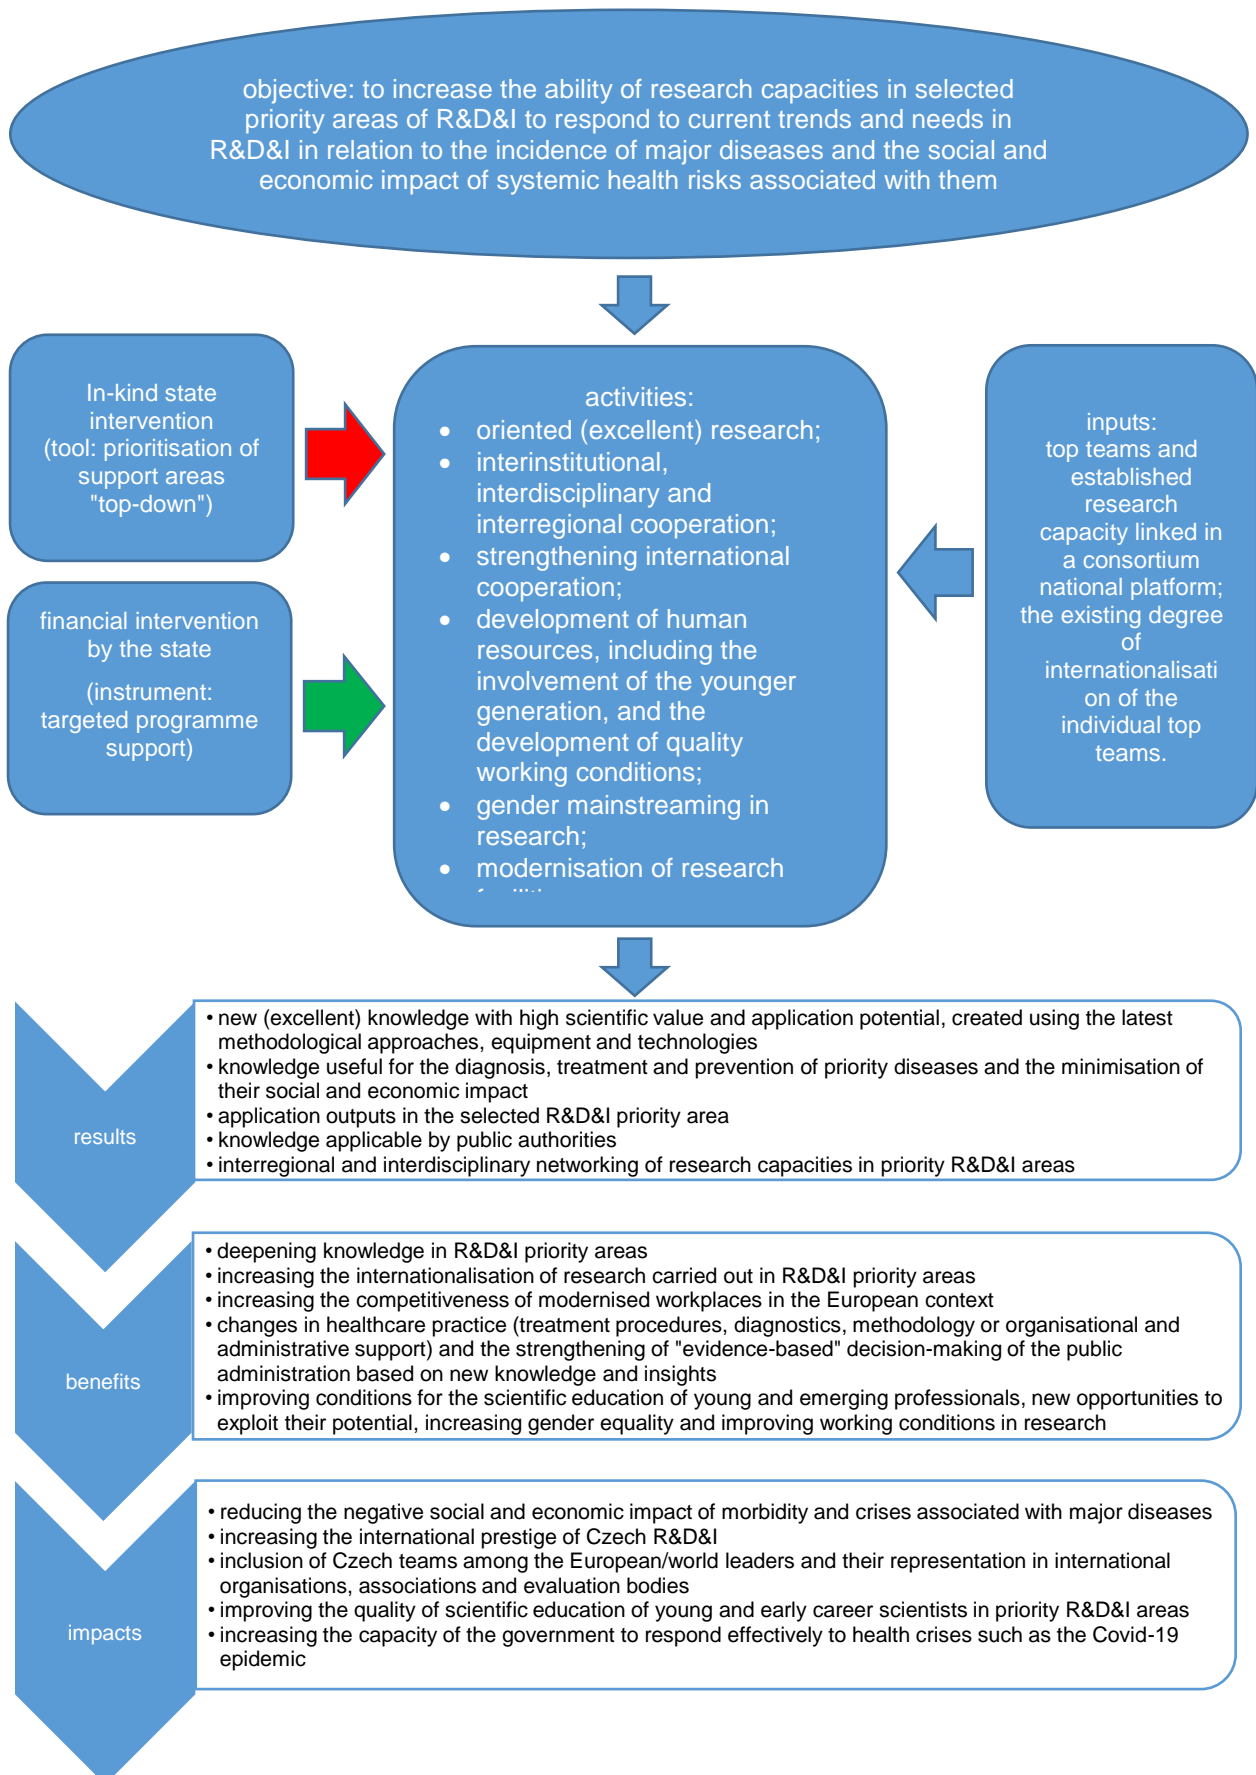 objective: to increase the ability of research capacities in selected
priority areas of R&D&I to respond to current trends and needs in
R&D&I in relation to the incidence of major diseases and the social and
economic impact of systemic health risks associated with them
In-kind state
intervention
(tool: prioritisation of
support areas
"top-down")
financial intervention
by the state
(instrument:
targeted programme
support)
activities:
• oriented (excellent) research;
• interinstitutional,
interdisciplinary and
interregional cooperation;
• strengthening international
cooperation;
• development of human
resources, including the
involvement of the younger
generation, and the
development of quality
working conditions;
• gender mainstreaming in
research;
• modernisation of research
inputs:
top teams and
established
research
capacity linked in
a consortium
national platform;
the existing degree
of
internationalisati
on of the
individual top
teams.
results
• new (excellent) knowledge with high scientific value and application potential, created using the latest
methodological approaches, equipment and technologies
• knowledge useful for the diagnosis, treatment and prevention of priority diseases and the minimisation of
their social and economic impact
• application outputs in the selected R&D&I priority area
• knowledge applicable by public authorities
• interregional and interdisciplinary networking of research capacities in priority R&D&I areas
benefits
• deepening knowledge in R&D&I priority areas
• increasing the internationalisation of research carried out in R&D&I priority areas
• increasing the competitiveness of modernised workplaces in the European context
• changes in healthcare practice (treatment procedures, diagnostics, methodology or organisational and
administrative support) and the strengthening of "evidence-based" decision-making of the public
administration based on new knowledge and insights
• improving conditions for the scientific education of young and emerging professionals, new opportunities to
exploit their potential, increasing gender equality and improving working conditions in research
impacts
• reducing the negative social and economic impact of morbidity and crises associated with major diseases
• increasing the international prestige of Czech R&D&I
• inclusion of Czech teams among the European/world leaders and their representation in international
organisations, associations and evaluation bodies
• improving the quality of scientific education of young and early career scientists in priority R&D&I areas
• increasing the capacity of the government to respond effectively to health crises such as the Covid-19
epidemic